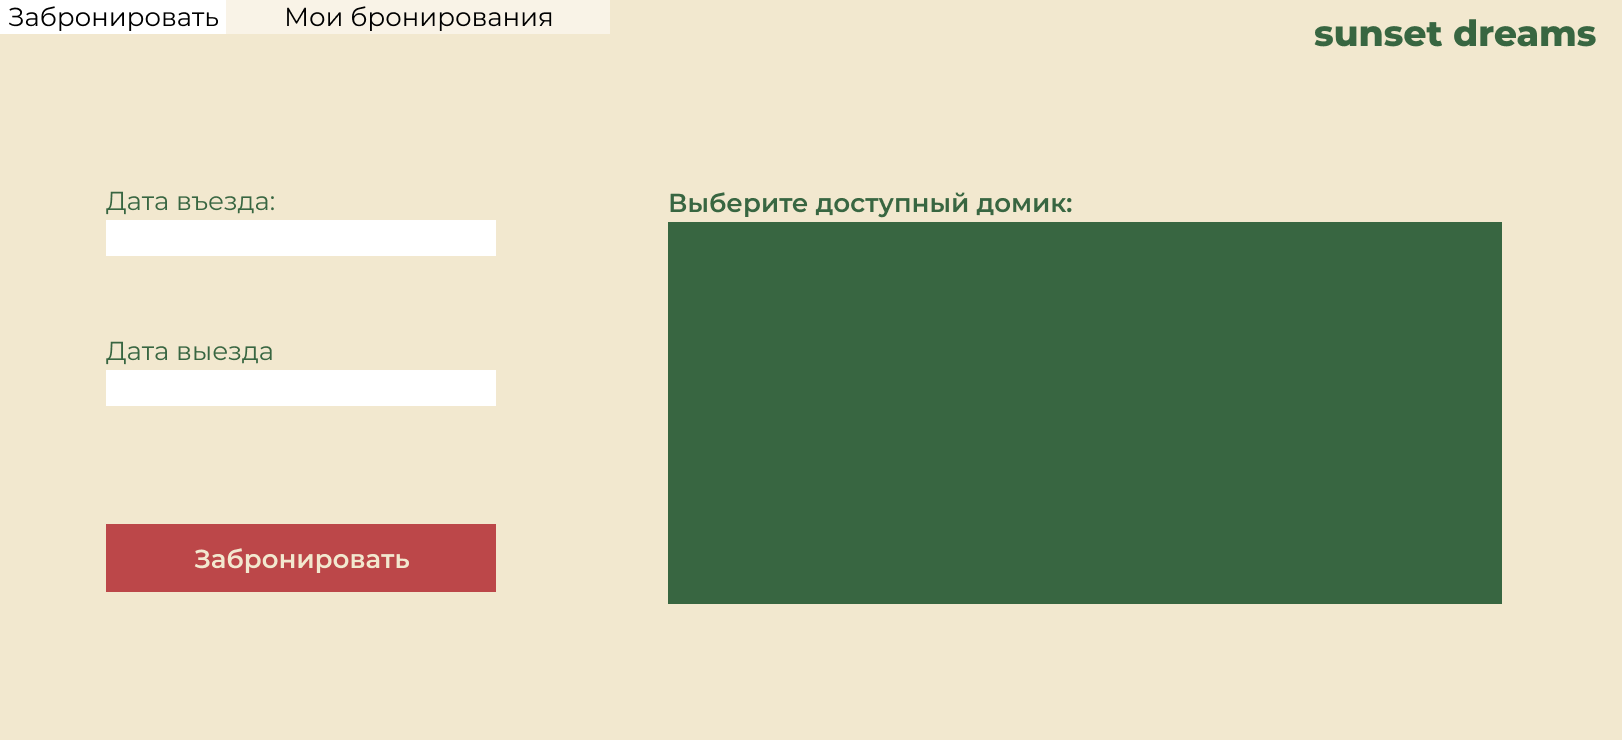 Забронировать
Мои бронирования
sunset dreams
Дата въезда:
Выберите доступный домик:
Дата выезда
Забронировать